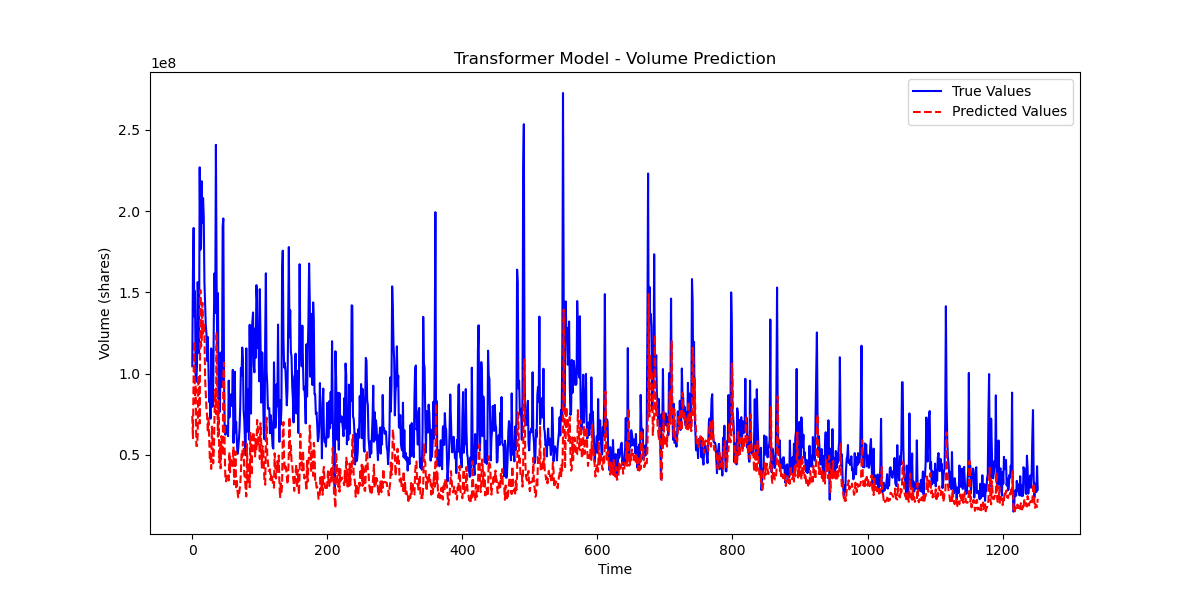 Transformer Model - Volume Prediction
1e8
True Values
Predicted Values
2.5
2.0
1.5
1.0
0.5
Volume (shares)
0 200 400 600 800 1000 1200
Time